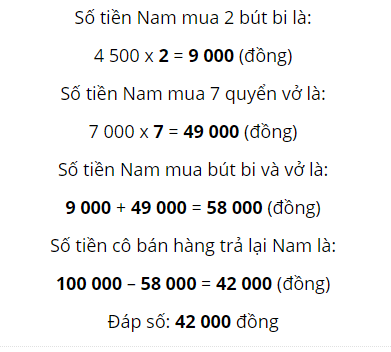 Số tiền Nam mua 2 bút bi là:
4 500 x 2 = 9 000 (đồng)
Số tiền Nam mua 7 quyển vở là:
7 000 x 7 = 49 000 (đồng)
Số tiền Nam mua bút bi và vở là:
9 000 + 49 000 = 58 000 (đồng)
Số tiền cô bán hàng trả lại Nam là:
100 000 – 58 000 = 42 000 (đồng)
Đáp số: 42 000 đồng